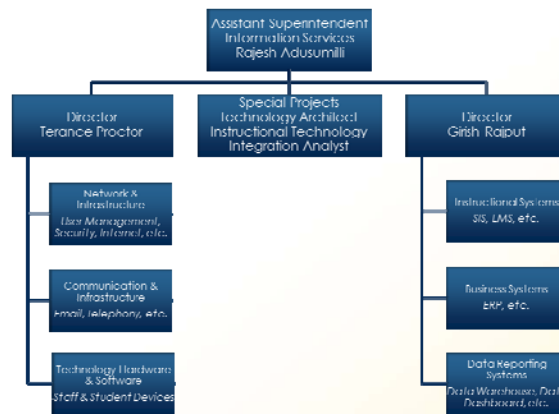 Assistant Superintendent
Information Services
Rajesh Adusumilli
Director
Terance Proctor
Special Projects
Technology Architect
Instructional Technology
Integration Analyst
Director
Girish Rajput
Network &
Infrastructure
User Management,
Security, Internet, etc.
Communication &
Infrastructure
Email, Telephony, etc.
Technology Hardware
& Software
Staff & Student Devices
Instructional Systems
SIS, LMS, etc.
Business Systems
ERP, etc.
Data Reporting
Systems
Data Warehouse, Data
Dashboard, etc.